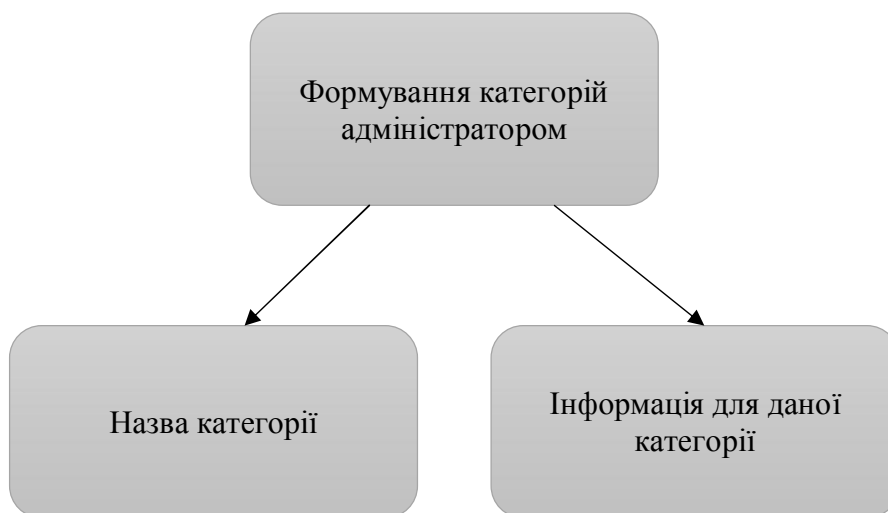 Формування категорій
адміністратором
Назва категорії
Інформація для даної
категорії